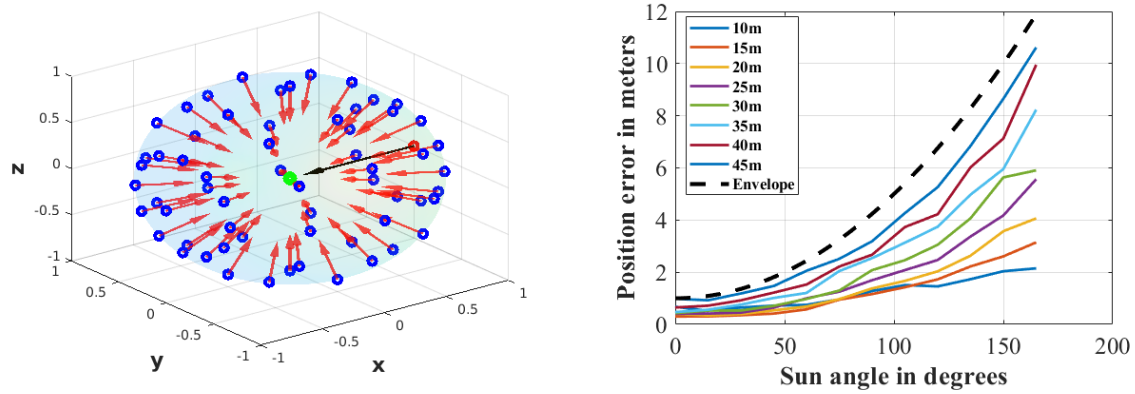 1
0.5
0
-0.5
-1
z
1
0.5
0
-0.5
-1
y
-1
-0.5
0
0.5
1
x
12
10
8
6
4
2
0
Position error in meters
10m
15m
20m
25m
30m
35m
40m
45m
Envelope
0
50
100
150
200
Sun angle in degrees